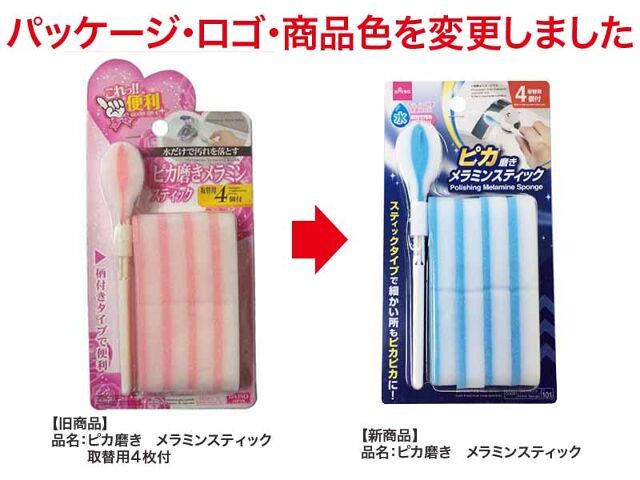 パッケージ・ロゴ・商品色を変更しました
これっ!!
便利
水だけで汚れを落とす
ピカ磨きメラミン
スティック
取替用
4
個付
▶柄付きタイプで便利
DAISO
【旧商品】
品名:ピカ磨き　メラミンスティック
取替用4枚付
DAISO
4
個付
水
ピカ磨き
メラミンスティック
Polishing Melamine Sponge
スティックタイプで細かい所もピカピカに!
101
【新商品】
品名:ピカ磨き　メラミンスティック